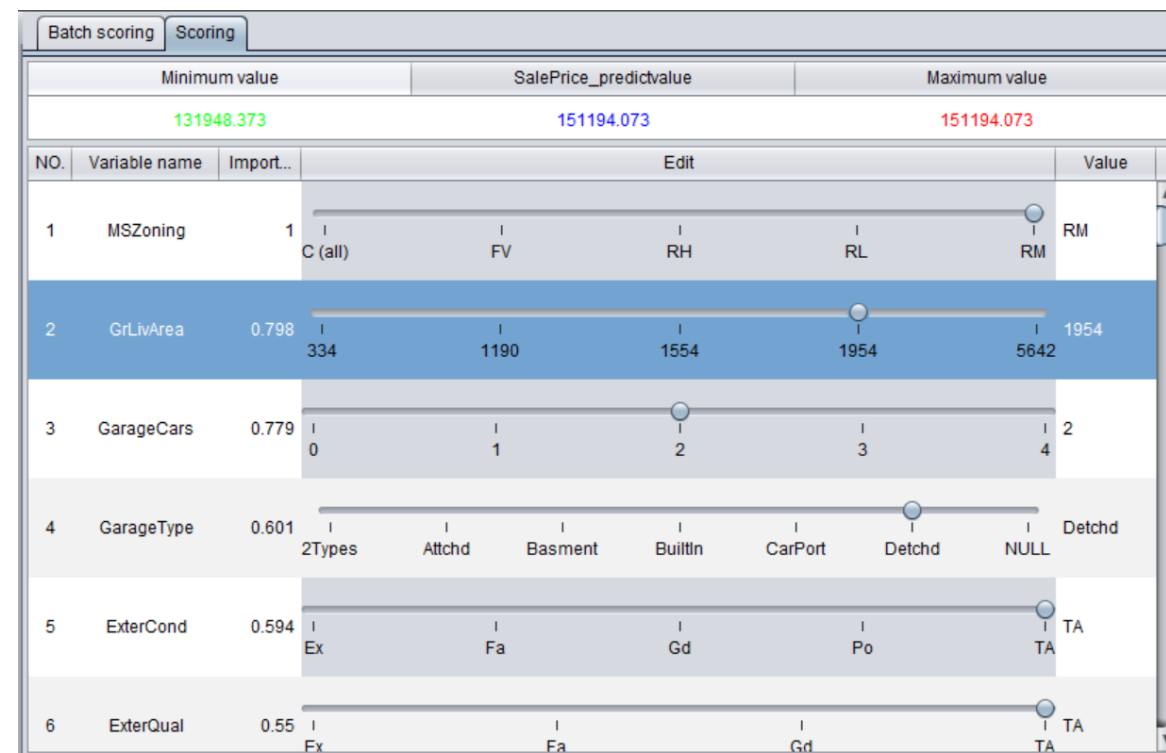 Batch scoring Scoring
Minimum value SalePrice_predictvalue Maximum value
131948.373 151194.073 151194.073
NO. Variable name Import... Edit Value
1 MSZoning 1 RM
C (all) FV RH RL RM
2 GrLivArea 0.798 1954
334 1190 1554 1954 5642
3 GarageCars 0.779 2
0 1 2 3 4
4 GarageType 0.601 Detchd
2Types Attchd Basment BuiltIn CarPort Detchd NULL
5 ExterCond 0.594 TA
Ex Fa Gd Po TA
6 ExterQual 0.55 TA
Ex Fa Gd TA